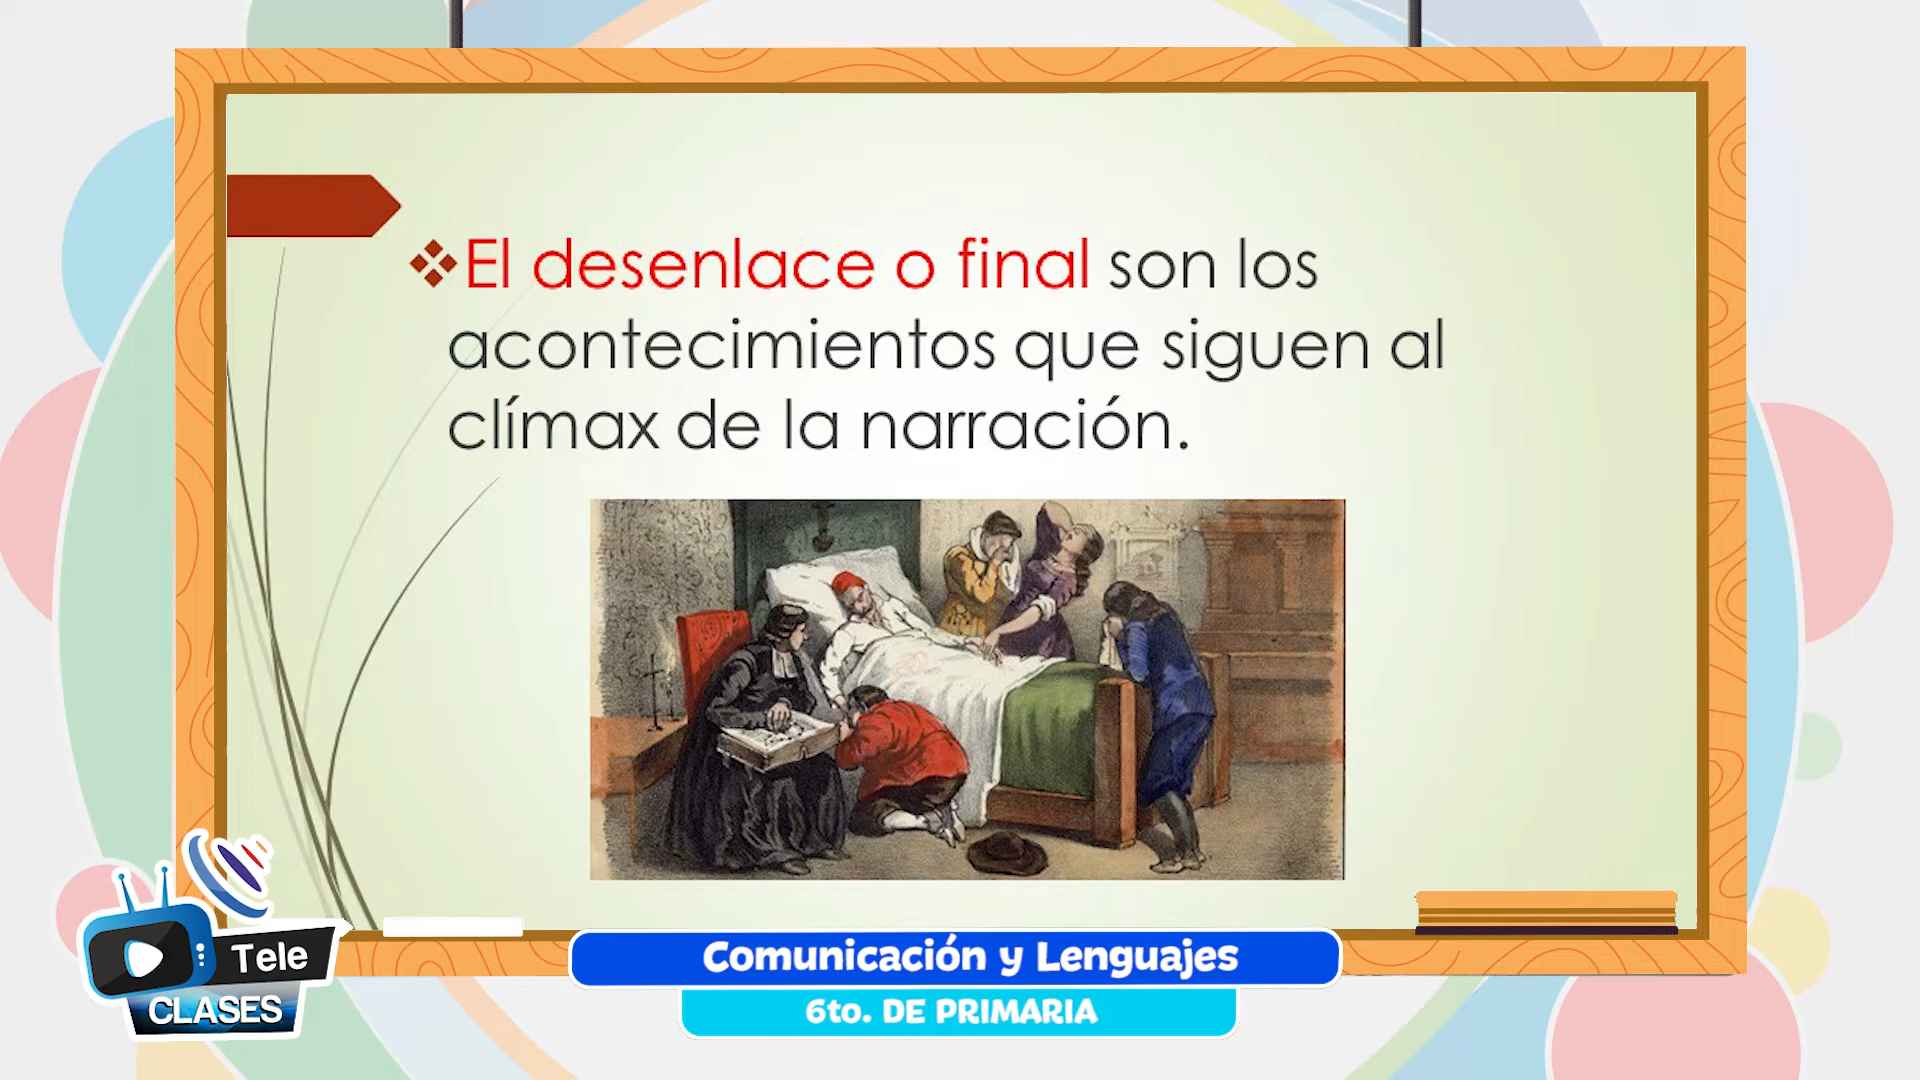 El desenlace o final son los
acontecimientos que siguen al
clímax de la narración.
Tele
CLASES
Comunicación y Lenguajes
6to. DE PRIMARIA